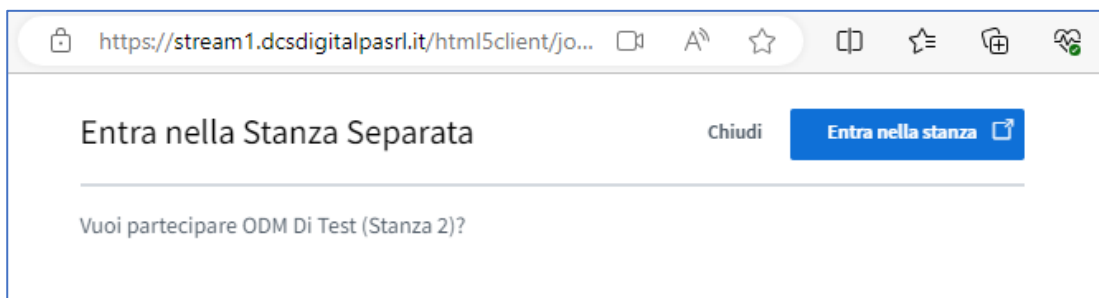 https://stream1.dcsdigitalpasrl.it/html5client/jo...
Entra nella Stanza Separata
Chiudi
Entra nella stanza
Vuoi partecipare ODM Di Test (Stanza 2)?